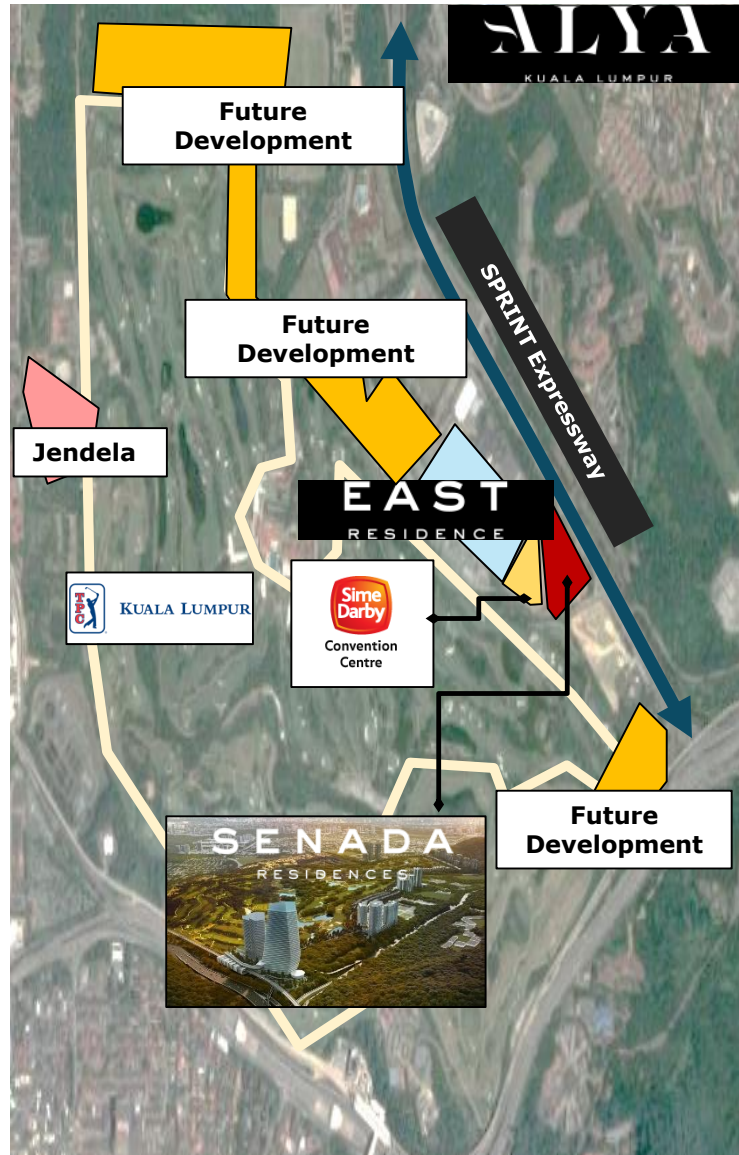 ALYA
KUALA LUMPUR
Future
Development
SPRINT Expressway
Future
Development
Jendela
EAST
RESIDENCE
TPC
KUALA LUMPUR
Sime
Darby
Convention
Centre
Future
Development
SENADA
RESIDENCES